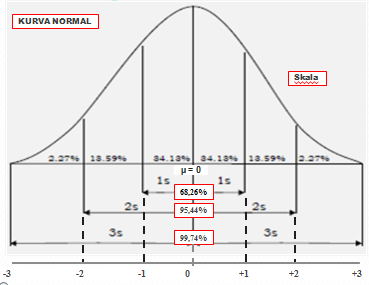 KURVA NORMAL
Skala
2.27% 13.59% 34.13% 34.13% 13.59% 2.27%
μ = 0
1s 1s
68,26%
2s 95,44% 2s
3s 99,74% 3s
-3 -2 -1 0 +1 +2 +3